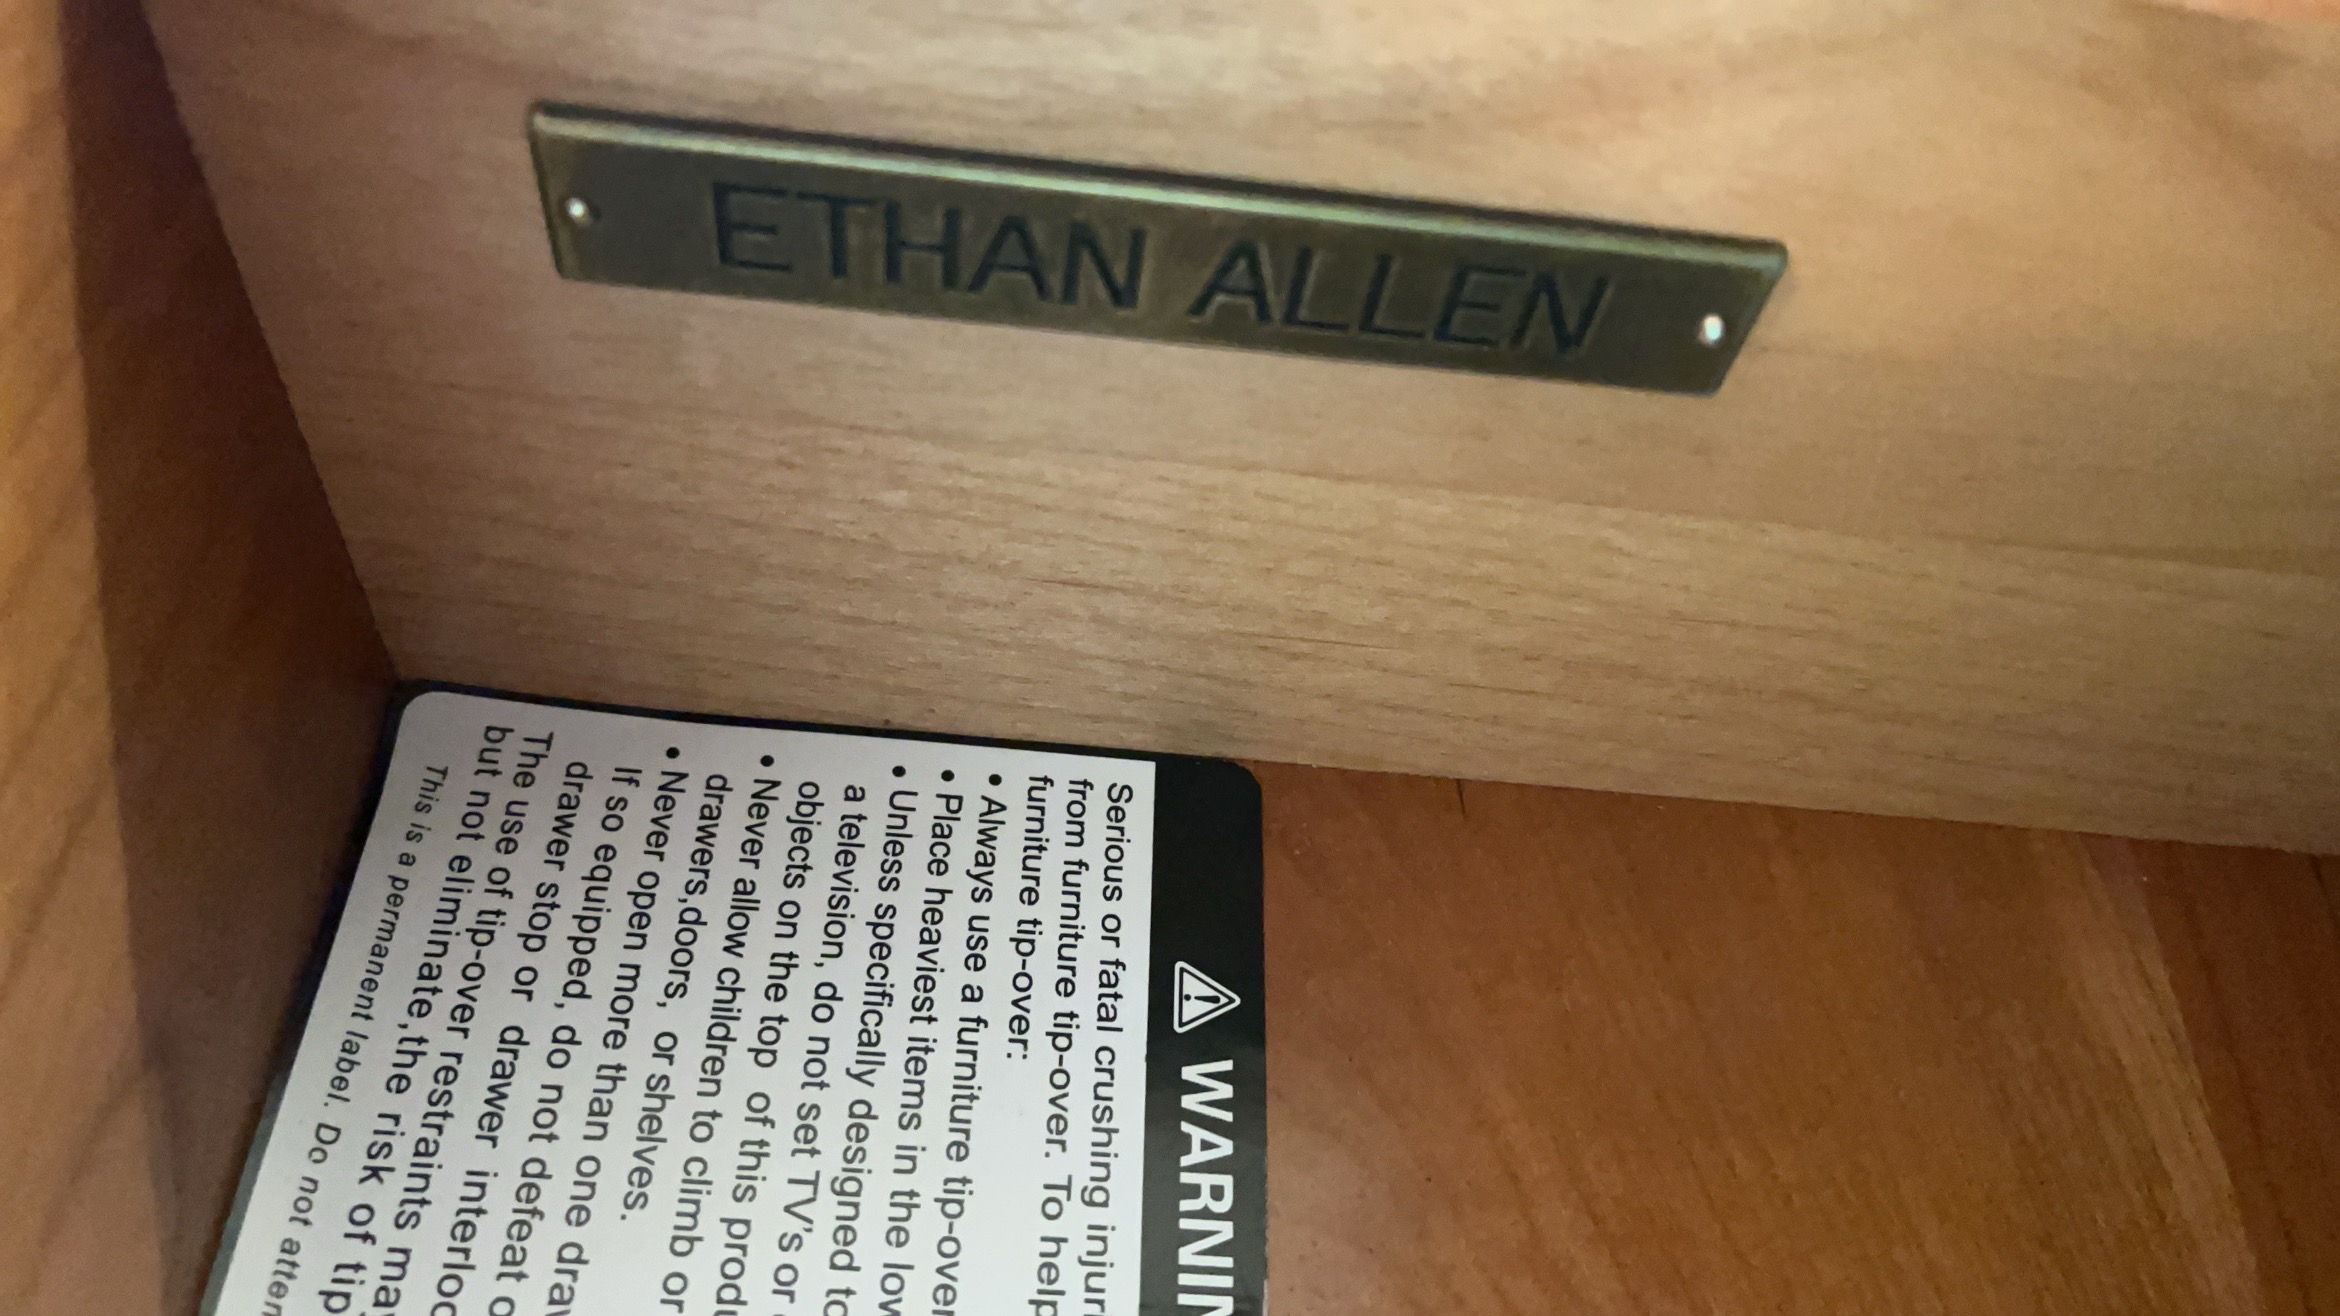 ETHAN ALLEN
WARNIN
Serious or fatal crushing injur
from furniture tip-over. To help
furniture tip-over:
• Always use a furniture tip-over
• Place heaviest items in the low
• Unless specifically designed to
a television, do not set TV's or
objects on the top of this produ
• Never allow children to climb or
drawers,doors, or shelves.
• Never open more than one draw
If so equipped, do not defeat o
drawer stop or drawer interloc
The use of tip-over restraints may
but not eliminate,the risk of tip
This is a permanent label. Do not attem